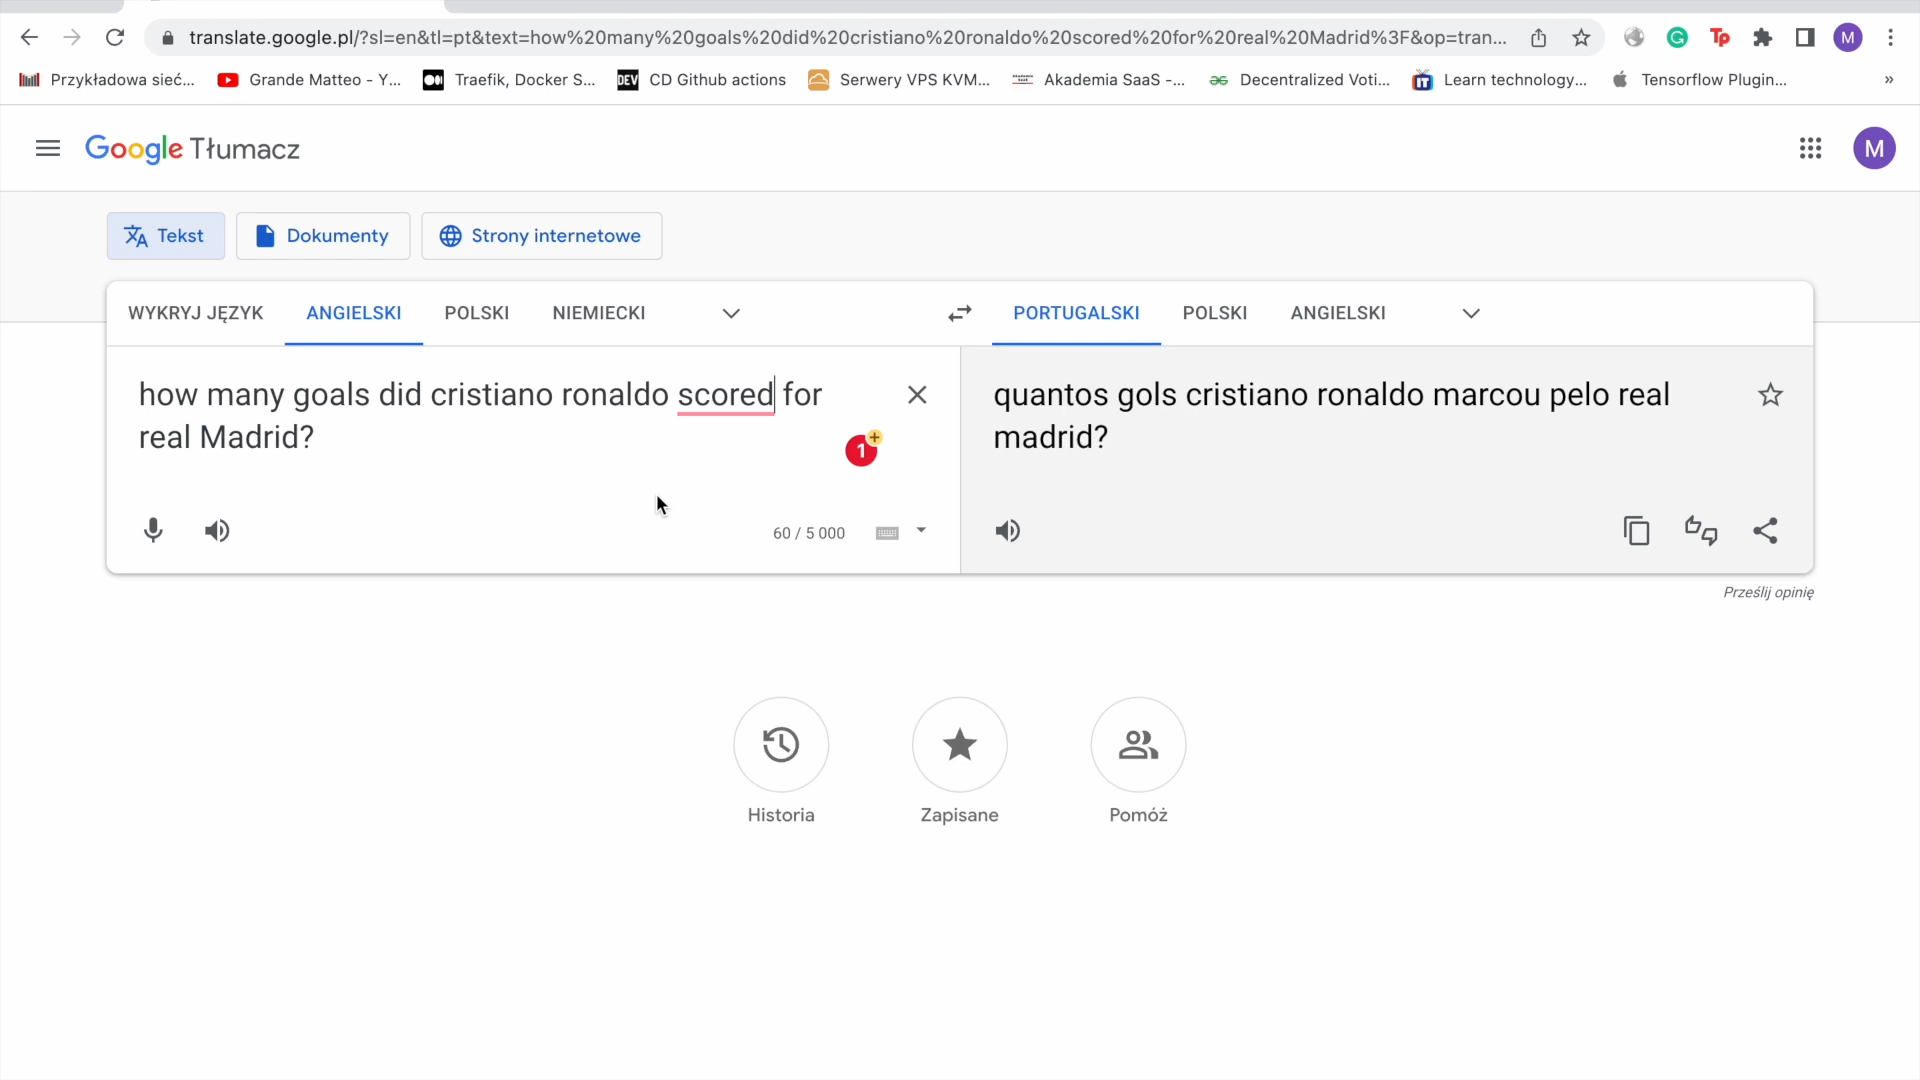 translate.google.pl/?sl=en&tl=pt&text=how%20many%20goals%20did%20cristiano%20ronaldo%20scored%20for%20real%20Madrid%3F&op=tran...
M
Przykładowa sieć...
Grande Matteo - Y...
Traefik, Docker S...
DEV CD Github actions
Serwery VPS KVM...
Akademia SaaS -...
Decentralized Voti...
Learn technology...
Tensorflow Plugin...
»
Google Tłumacz
M
Tekst
Dokumenty
Strony internetowe
WYKRYJ JĘZYK
ANGIELSKI
POLSKI
NIEMIECKI
PORTUGALSKI
POLSKI
ANGIELSKI
how many goals did cristiano ronaldo scored for
real Madrid?
1
60 / 5 000
quantos gols cristiano ronaldo marcou pelo real
madrid?
Prześlij opinię
Historia
Zapisane
Pomóż